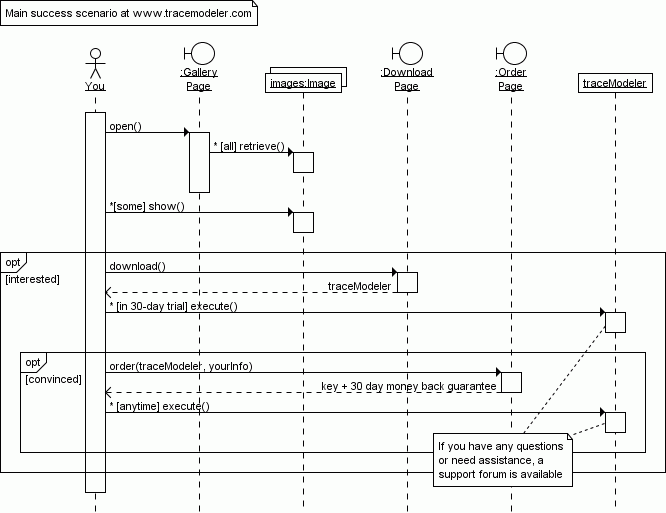 Main success scenario at www.tracemodeler.com
You
:Gallery
Page
images:Image
:Download
Page
:Order
Page
traceModeler
open()
* [all] retrieve()
*[some] show()
opt
[interested]
download()
traceModeler
* [in 30-day trial] execute()
opt
[convinced]
order(traceModeler, yourInfo)
key + 30 day money back guarantee
* [anytime] execute()
If you have any questions
or need assistance, a
support forum is available